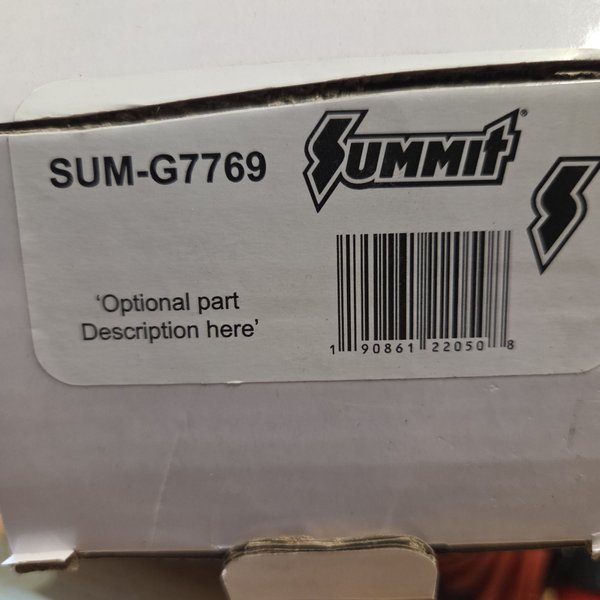 SUM-G7769
SUMMIT®
‘Optional part
Description here’
1 90861 22050 8